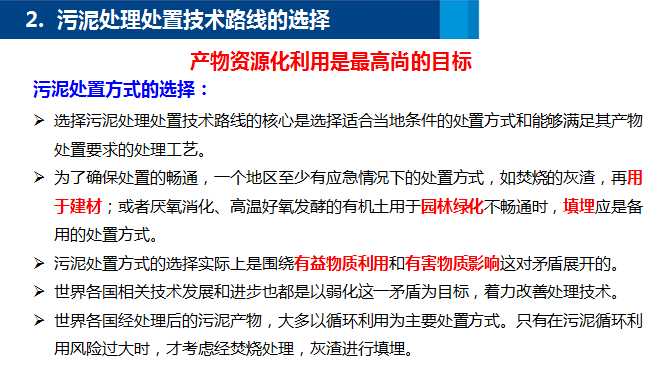 2. 污泥处理处置技术路线的选择
产物资源化利用是最高尚的目标
污泥处置方式的选择：
➢ 选择污泥处理处置技术路线的核心是选择适合当地条件的处置方式和能够满足其产物
处置要求的处理工艺。
➢ 为了确保处置的畅通，一个地区至少有应急情况下的处置方式，如焚烧的灰渣，再用
于建材；或者厌氧消化、高温好氧发酵的有机土用于园林绿化不畅通时，填埋应是备
用的处置方式。
➢ 污泥处置方式的选择实际上是围绕有益物质利用和有害物质影响这对矛盾展开的。
➢ 世界各国相关技术发展和进步也都是以弱化这一矛盾为目标，着力改善处理技术。
➢ 世界各国经处理后的污泥产物，大多以循环利用为主要处置方式。只有在污泥循环利
用风险过大时，才考虑经焚烧处理，灰渣进行填埋。